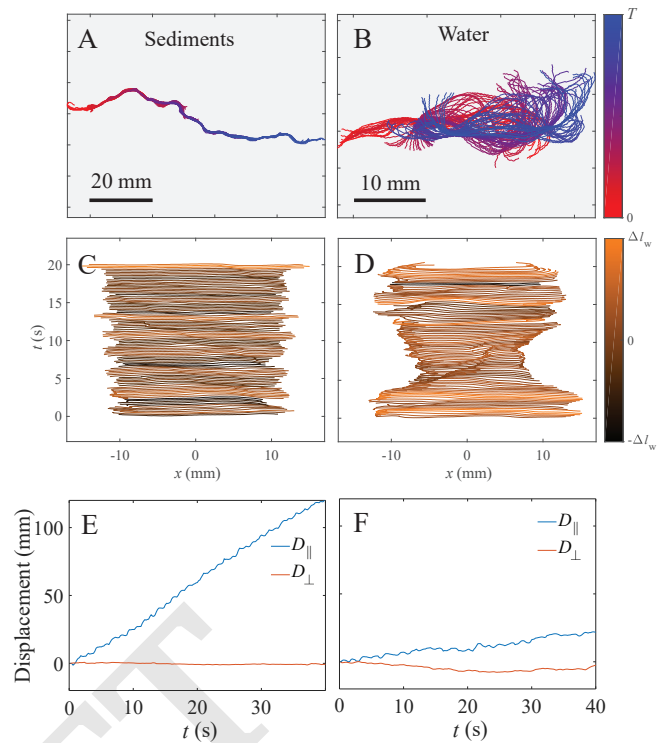 A
Sediments
20 mm
B
Water
10 mm
T
0
C
20
15
10
5
0
t (s)
-10
0
10
x (mm)
D
-10
0
10
x (mm)
Δl_w
0
-Δl_w
E
D_∥
D_⊥
100
50
0
Displacement (mm)
0
10
20
30
t (s)
F
D_∥
D_⊥
0
10
20
30
40
t (s)